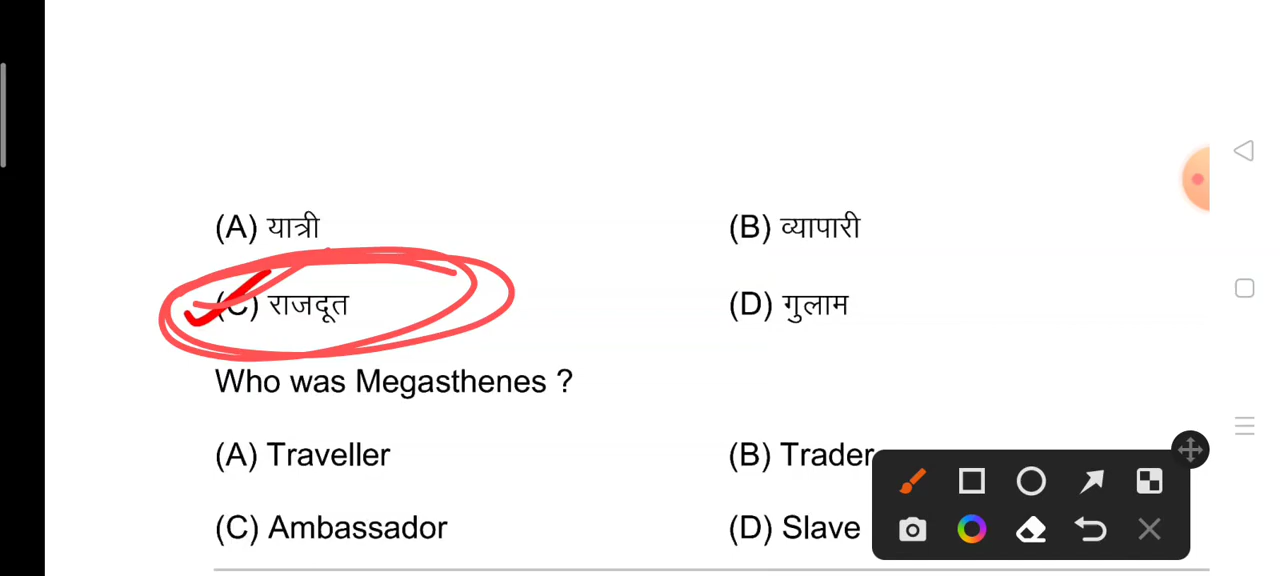 (A) यात्री (B) व्यापारी
(C) राजदूत (D) गुलाम
Who was Megasthenes ?
(A) Traveller (B) Trader
(C) Ambassador (D) Slave